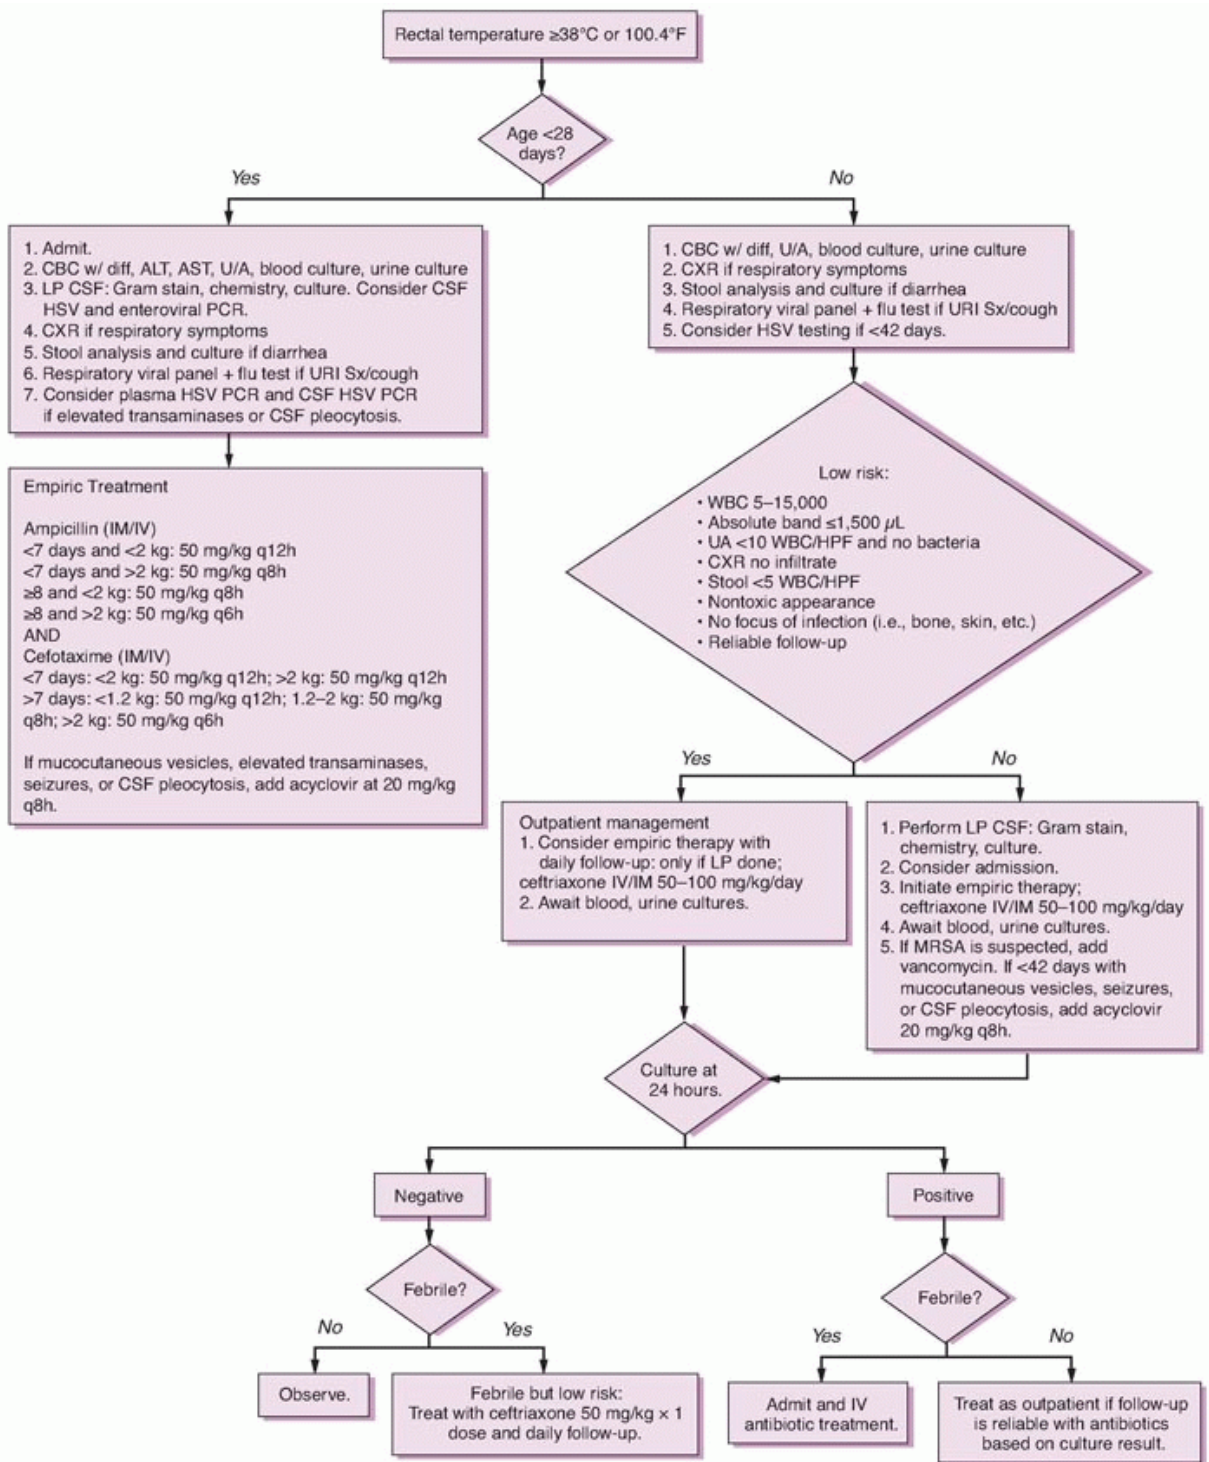 Rectal temperature ≥38°C or 100.4°F
Age <28
days?
Yes
No
1. Admit.
2. CBC w/ diff, ALT, AST, U/A, blood culture, urine culture
3. LP CSF: Gram stain, chemistry, culture. Consider CSF
HSV and enteroviral PCR.
4. CXR if respiratory symptoms
5. Stool analysis and culture if diarrhea
6. Respiratory viral panel + flu test if URI Sx/cough
7. Consider plasma HSV PCR and CSF HSV PCR
if elevated transaminases or CSF pleocytosis.
1. CBC w/ diff, U/A, blood culture, urine culture
2. CXR if respiratory symptoms
3. Stool analysis and culture if diarrhea
4. Respiratory viral panel + flu test if URI Sx/cough
5. Consider HSV testing if <42 days.
Empiric Treatment
Ampicillin (IM/IV)
<7 days and <2 kg: 50 mg/kg q12h
<7 days and >2 kg: 50 mg/kg q8h
≥8 and <2 kg: 50 mg/kg q8h
≥8 and >2 kg: 50 mg/kg q6h
AND
Cefotaxime (IM/IV)
<7 days: <2 kg: 50 mg/kg q12h; >2 kg: 50 mg/kg q12h
>7 days: <1.2 kg: 50 mg/kg q12h; 1.2–2 kg: 50 mg/kg
q8h; >2 kg: 50 mg/kg q6h
If mucocutaneous vesicles, elevated transaminases,
seizures, or CSF pleocytosis, add acyclovir at 20 mg/kg
q8h.
Low risk:
• WBC 5–15,000
• Absolute band ≤1,500 µL
• UA <10 WBC/HPF and no bacteria
• CXR no infiltrate
• Stool <5 WBC/HPF
• Nontoxic appearance
• No focus of infection (i.e., bone, skin, etc.)
• Reliable follow-up
Yes
No
Outpatient management
1. Consider empiric therapy with
daily follow-up: only if LP done;
ceftriaxone IV/IM 50–100 mg/kg/day
2. Await blood, urine cultures.
1. Perform LP CSF: Gram stain,
chemistry, culture.
2. Consider admission.
3. Initiate empiric therapy;
ceftriaxone IV/IM 50–100 mg/kg/day
4. Await blood, urine cultures.
5. If MRSA is suspected, add
vancomycin. If <42 days with
mucocutaneous vesicles, seizures,
or CSF pleocytosis, add acyclovir
20 mg/kg q8h.
Culture at
24 hours.
Negative
Positive
Febrile?
Febrile?
No
Yes
Yes
No
Observe.
Febrile but low risk:
Treat with ceftriaxone 50 mg/kg × 1
dose and daily follow-up.
Admit and IV
antibiotic treatment.
Treat as outpatient if follow-up
is reliable with antibiotics
based on culture result.